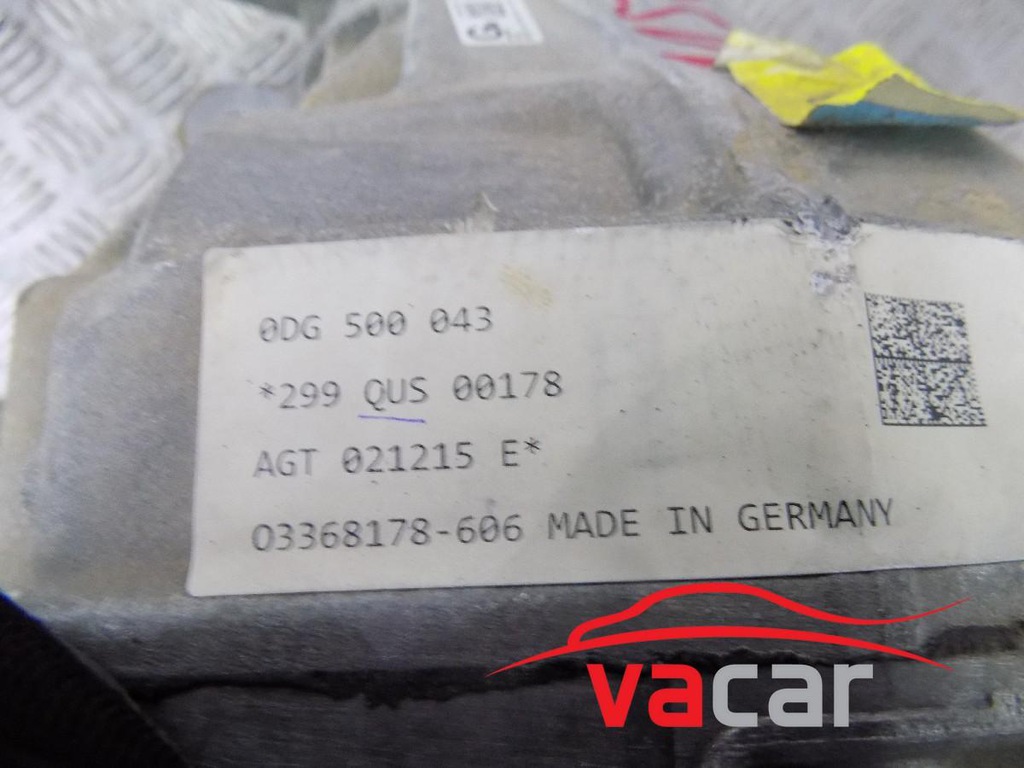 G
0DG 500 043
*299 QUS 00178
AGT 021215 E*
03368178-606 MADE IN GERMANY
vacar